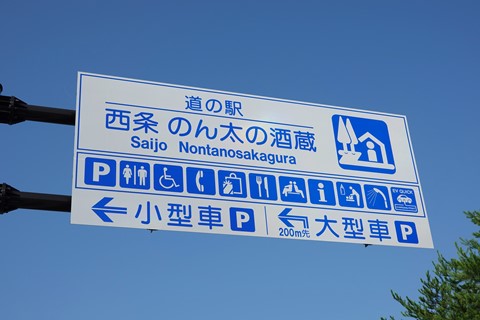 道の駅
西条 のん太の酒蔵
Saijo Nontanosakagura
P i EV QUICK
小型車 P 200m先 大型車 P